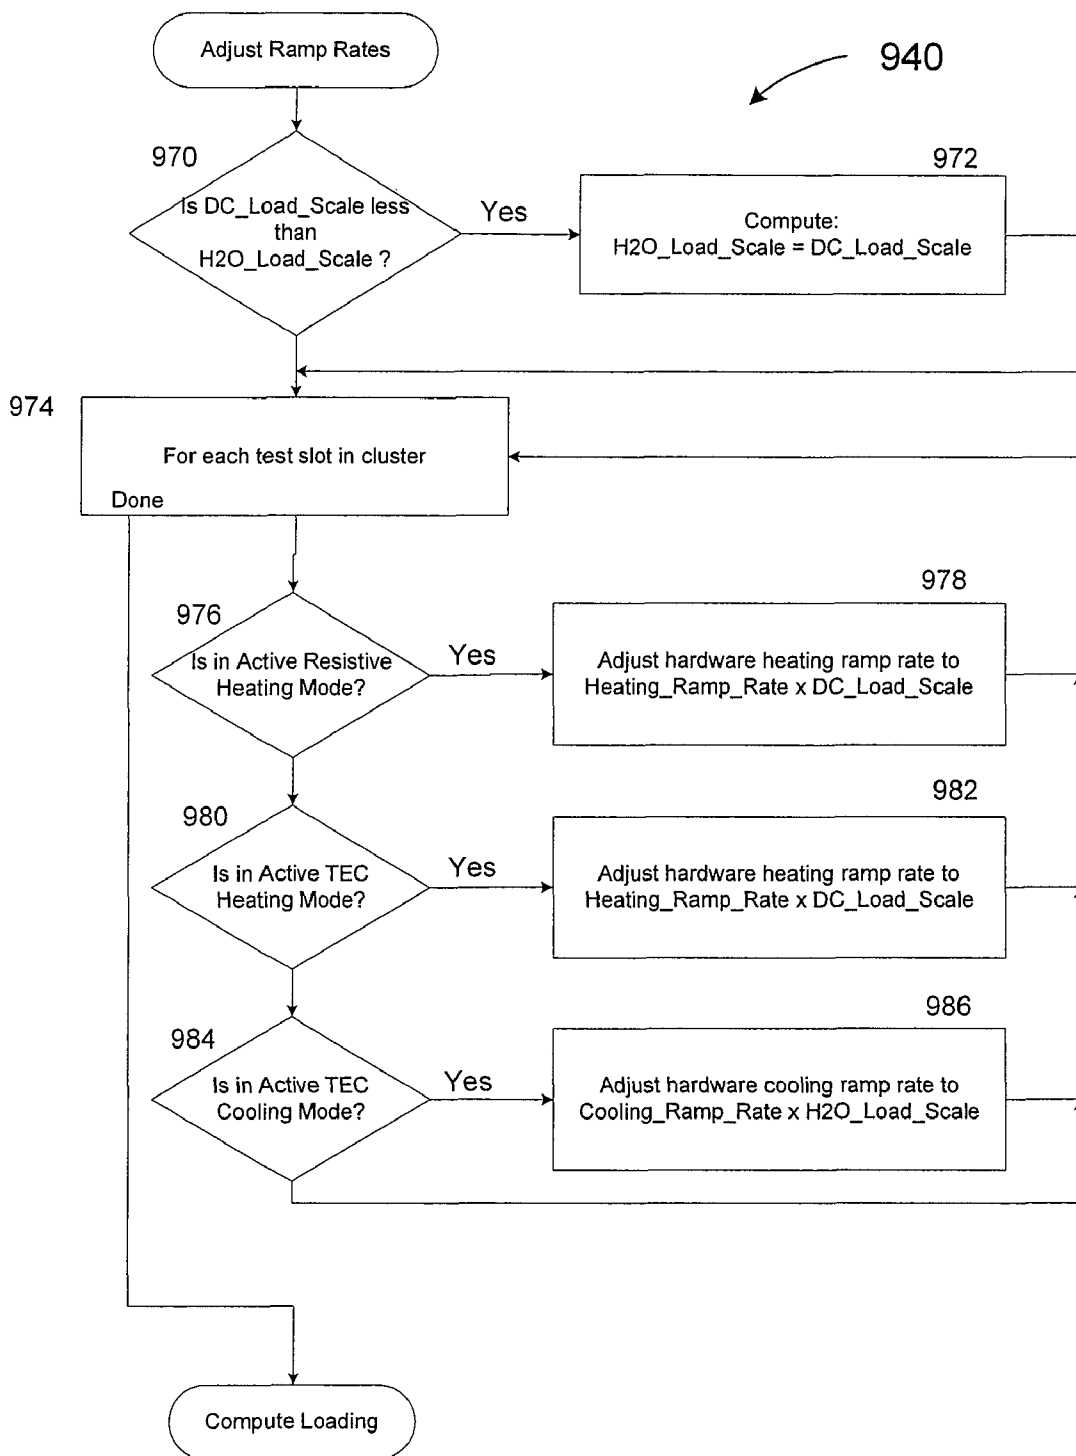 Adjust Ramp Rates
940
970
Is DC_Load_Scale less
than
H2O_Load_Scale ?
Yes
972
Compute:
H2O_Load_Scale = DC_Load_Scale
974
For each test slot in cluster
Done
976
Is in Active Resistive
Heating Mode?
Yes
978
Adjust hardware heating ramp rate to
Heating_Ramp_Rate x DC_Load_Scale
980
Is in Active TEC
Heating Mode?
Yes
982
Adjust hardware heating ramp rate to
Heating_Ramp_Rate x DC_Load_Scale
984
Is in Active TEC
Cooling Mode?
Yes
986
Adjust hardware cooling ramp rate to
Cooling_Ramp_Rate x H2O_Load_Scale
Compute Loading